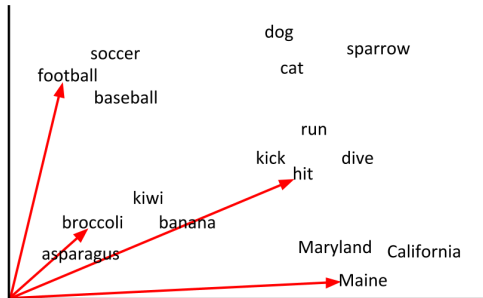 dog
sparrow
soccer
cat
football
baseball
run
kick
dive
hit
kiwi
broccoli
banana
Maryland
California
asparagus
Maine